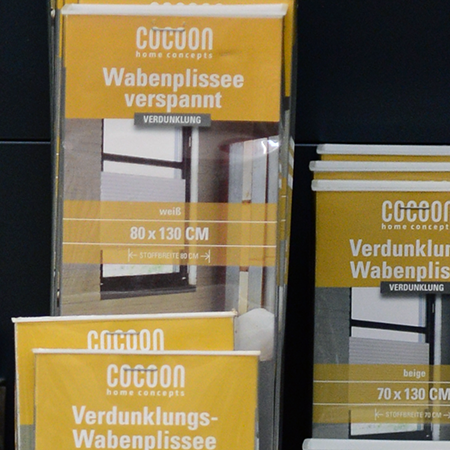 COCOON
home concepts
Wabenplissee
verspannt
VERDUNKLUNG
weiß
80 x 130 CM
STOFFBREITE 80 CM
COCOON
home concepts
Verdunklun
Wabenplis
VERDUNKLUNG
beige
70 x 130 CM
STOFFBREITE 70 CM
COCOON
COCOON
home concepts
Verdunklungs-
Wabenplissee